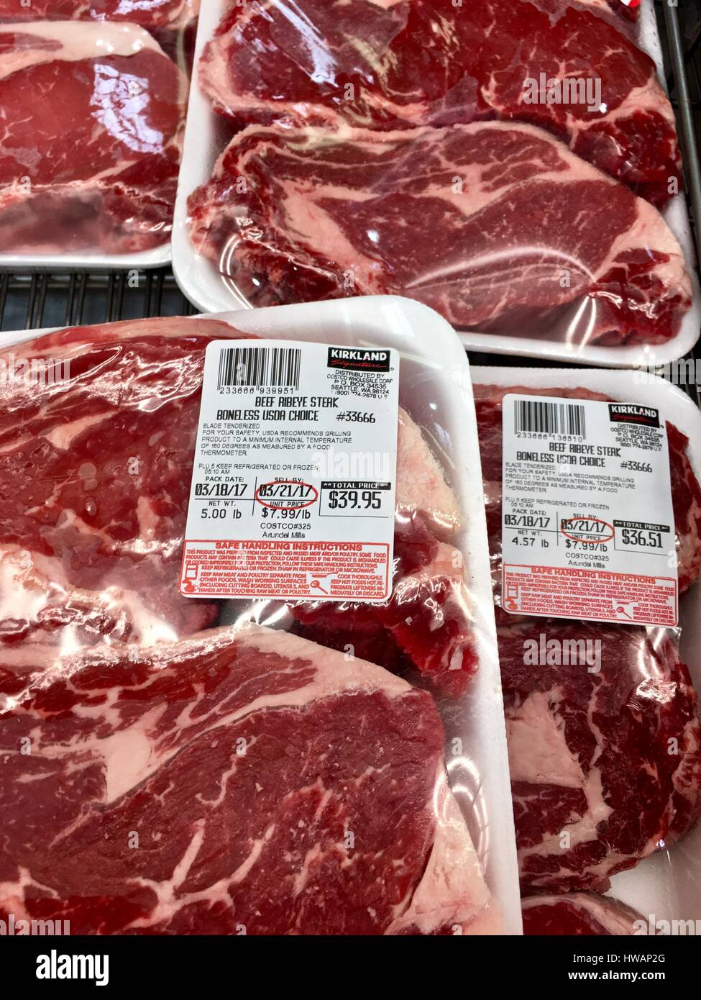 KIRKLAND
Signature
DISTRIBUTED BY
COSTCO WHOLESALE CORP
P.O. BOX 34535
SEATTLE, WA 98124
(800) 774-2678
233666 939951
BEEF RIBEYE STEAK
BONELESS USDA CHOICE #33666
BLADE TENDERIZED
FOR YOUR SAFETY, USDA RECOMMENDS GRILLING
PRODUCT TO A MINIMUM INTERNAL TEMPERATURE
OF 160 DEGREES AS MEASURED BY A FOOD
THERMOMETER.
PLU 5 KEEP REFRIGERATED OR FROZEN
05:10 AM
PACK DATE: SELL BY: **TOTAL PRICE**
03/18/17 03/21/17 $39.95
NET WT. UNIT PRICE
5.00 lb $7.99/lb
COSTCO#325
Arundel Mills
SAFE HANDLING INSTRUCTIONS
THIS PRODUCT WAS PREPARED FROM INSPECTED AND PASSED MEAT AND/OR POULTRY. SOME FOOD
PRODUCTS MAY CONTAIN BACTERIA THAT COULD CAUSE ILLNESS IF THE PRODUCT IS MISHANDLED
OR COOKED IMPROPERLY. FOR YOUR PROTECTION, FOLLOW THESE SAFE HANDLING INSTRUCTIONS.
KEEP REFRIGERATED OR FROZEN. THAW IN REFRIGERATOR OR MICROWAVE.
KEEP RAW MEAT AND POULTRY SEPARATE FROM
OTHER FOODS. WASH WORKING SURFACES
(INCLUDING CUTTING BOARDS), UTENSILS, AND
HANDS AFTER TOUCHING RAW MEAT OR POULTRY.
COOK THOROUGHLY.
KEEP HOT FOODS HOT.
REFRIGERATE LEFTOVERS IM-
MEDIATELY OR DISCARD.
KIRKLAND
Signature
DISTRIBUTED BY
COSTCO WHOLESALE CORP
P.O. BOX 34535
SEATTLE, WA 98124
(800) 774-2678
233666 136510
BEEF RIBEYE STEAK
BONELESS USDA CHOICE #33666
BLADE TENDERIZED
FOR YOUR SAFETY, USDA RECOMMENDS GRILLING
PRODUCT TO A MINIMUM INTERNAL TEMPERATURE
OF 160 DEGREES AS MEASURED BY A FOOD
THERMOMETER.
PLU 5 KEEP REFRIGERATED OR FROZEN
05:10 AM
PACK DATE: SELL BY: **TOTAL PRICE**
03/18/17 03/21/17 $36.51
NET WT. UNIT PRICE
4.57 lb $7.99/lb
COSTCO#325
Arundel Mills
SAFE HANDLING INSTRUCTIONS
alamy
Image ID: HWAP2G
www.alamy.com